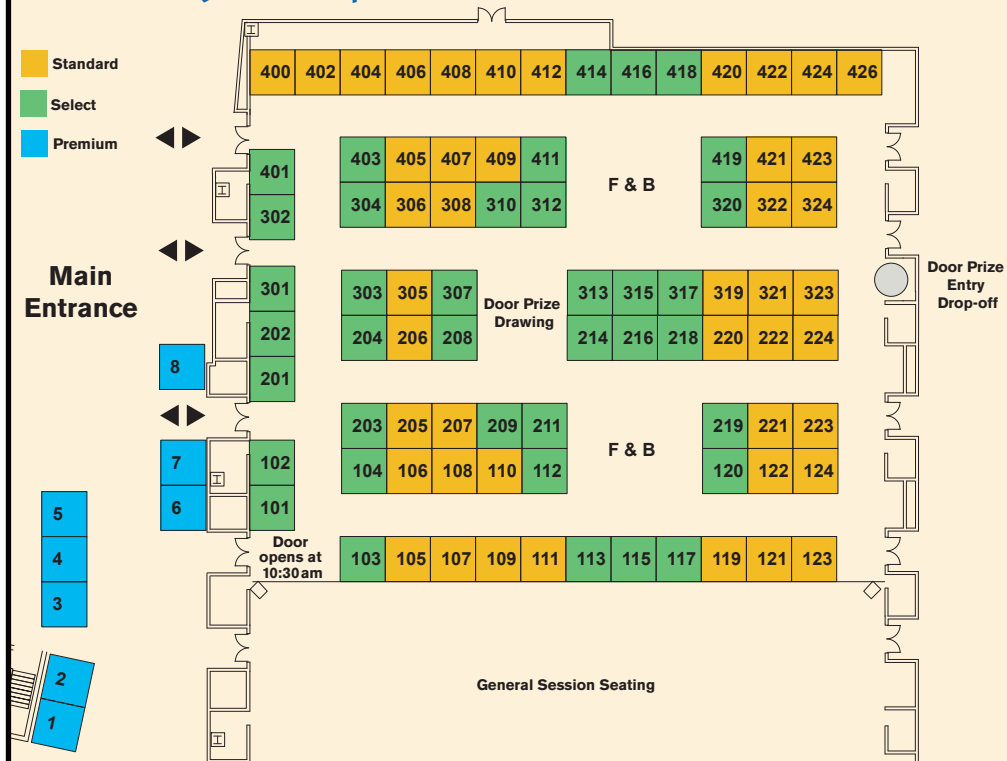 Standard
Select
Premium
400 402 404 406 408 410 412 414 416 418 420 422 424 426
403 405 407 409 411
419 421 423
401
F & B
304 306 308 310 312
320 322 324
302
Main
Entrance
301
303 305 307
Door Prize
Drawing
313 315 317 319 321 323
Door Prize
Entry
Drop-off
202
204 206 208
214 216 218 220 222 224
8
201
203 205 207 209 211
219 221 223
F & B
7
102
104 106 108 110 112
120 122 124
6
101
5
4
3
Door
opens at
10:30am
103 105 107 109 111 113 115 117 119 121 123
2
1
General Session Seating
H
H
H
H